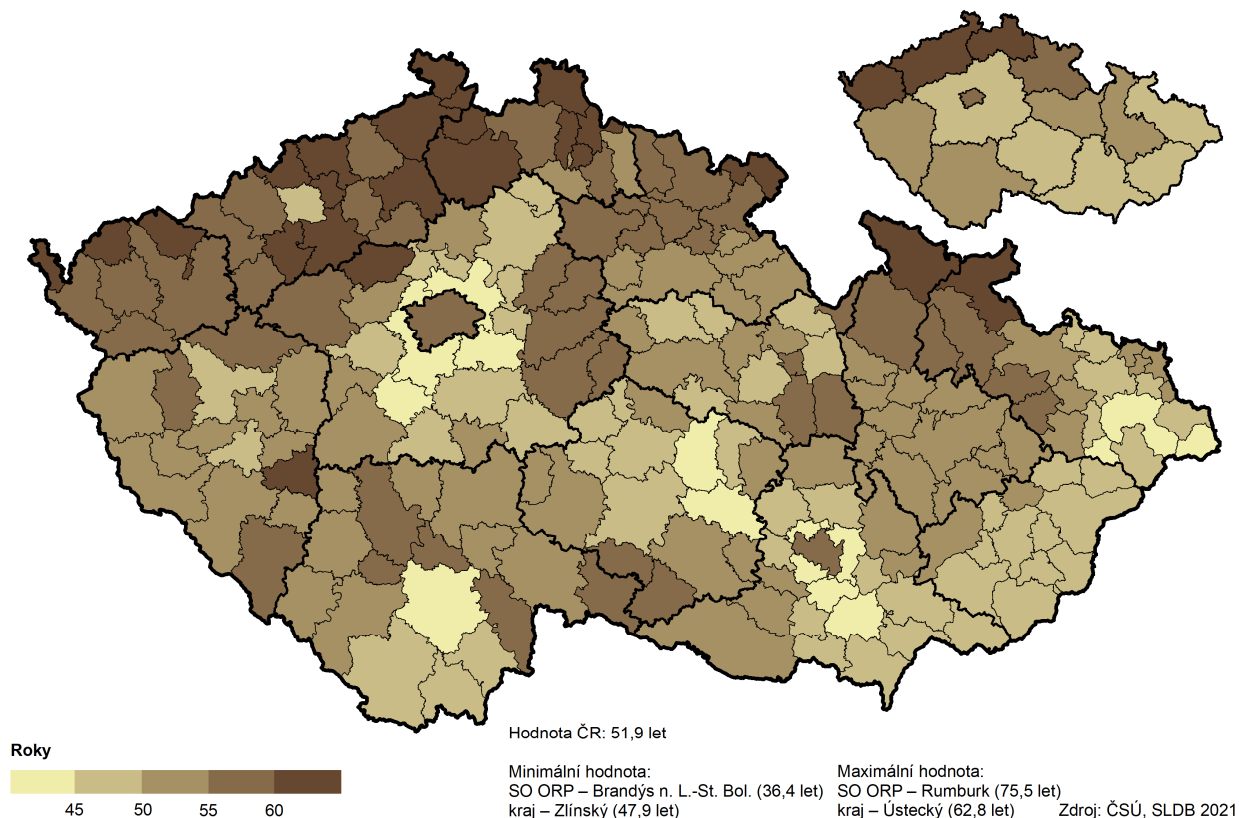 Hodnota ČR: 51,9 let
Roky
45 50 55 60
Minimální hodnota:
SO ORP – Brandýs n. L.-St. Bol. (36,4 let)
kraj – Zlínský (47,9 let)
Maximální hodnota:
SO ORP – Rumburk (75,5 let)
kraj – Ústecký (62,8 let)
Zdroj: ČSÚ, SLDB 2021